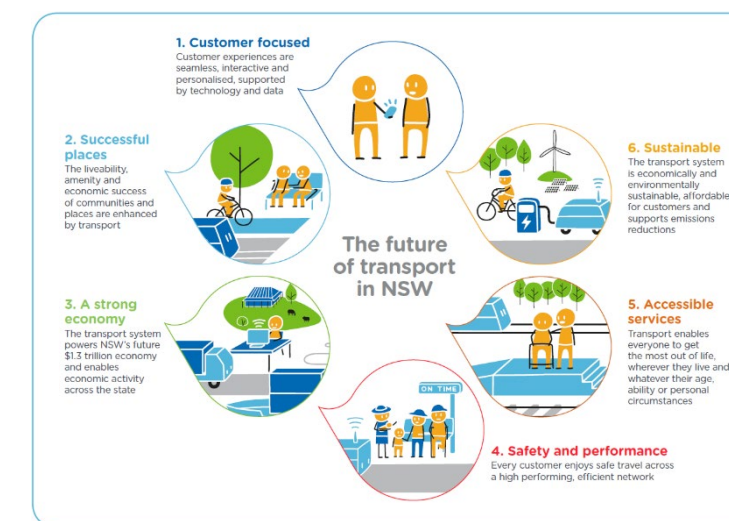 1. Customer focused
Customer experiences are
seamless, interactive and
personalised, supported
by technology and data
2. Successful
places
The liveability,
amenity and
economic success
of communities and
places are enhanced
by transport
3. A strong
economy
The transport system
powers NSW's future
$1.3 trillion economy
and enables
economic activity
across the state
The future
of transport
in NSW
ON TIME
4. Safety and performance
Every customer enjoys safe travel across
a high performing, efficient network
5. Accessible
services
Transport enables
everyone to get
the most out of life,
wherever they live and
whatever their age,
ability or personal
circumstances
6. Sustainable
The transport system
is economically and
environmentally
sustainable, affordable
for customers and
supports emissions
reductions